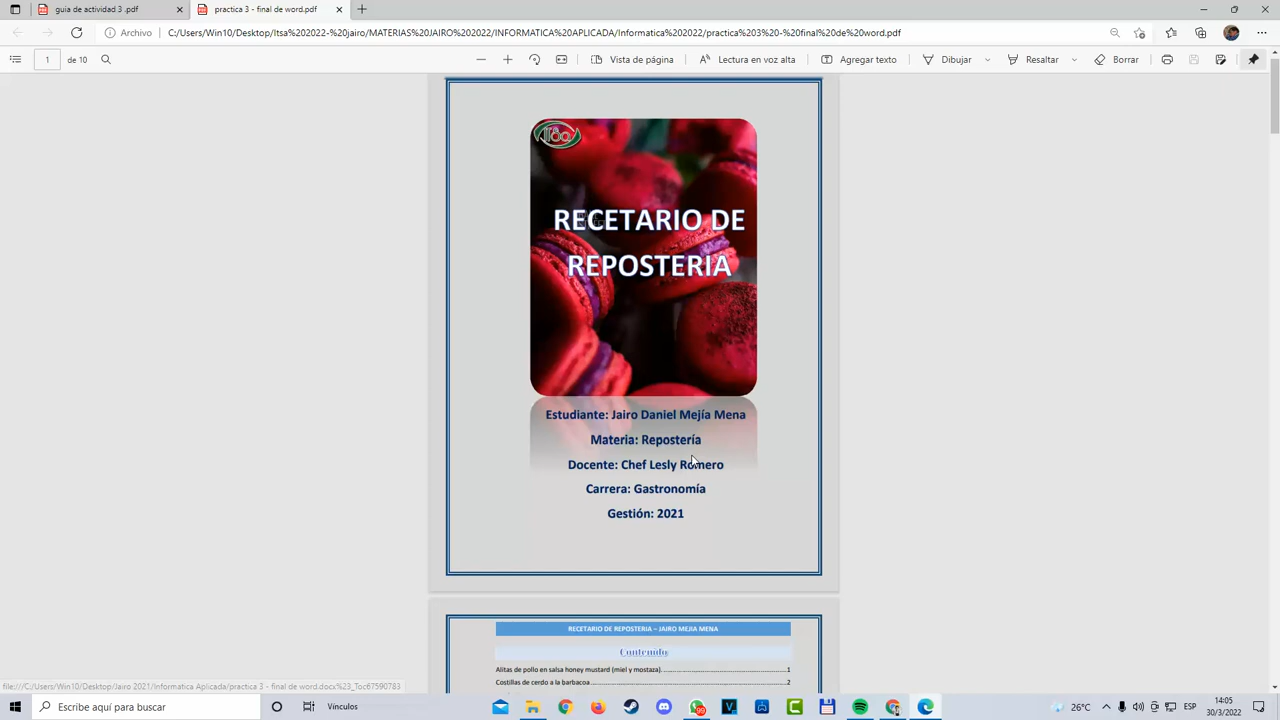 guia de actividad.3 .pdf
practica 3 - final de word.pdf
Archivo
C:/Users/Win10/Desktop/Itsa%202022-%20jairo/MATERIAS%20JAIRO%202022/INFORMATICA%20APLICADA/Informatica%202022/practica%203%20-%20final%20de%20word.pdf
1 de 10
Vista de página
Lectura en voz alta
Agregar texto
Dibujar
Resaltar
Borrar
RECETARIO DE
REPOSTERIA
Estudiante: Jairo Daniel Mejía Mena
Materia: Repostería
Docente: Chef Lesly Romero
Carrera: Gastronomía
Gestión: 2021
RECETARIO DE REPOSTERIA – JAIRO MEJIA MENA
Contenido
Alitas de pollo en salsa honey mustard (miel y mostaza). 1
Costillas de cerdo a la barbacoa 2
file:///C:/Users/Win10/Desktop/Jairo 2021/Informatica Aplicada/practica 3 - final de word.docx%23_Toc67590783
Escribe aquí para buscar
Vínculos
99
26°C
ESP
14:05
30/3/2022